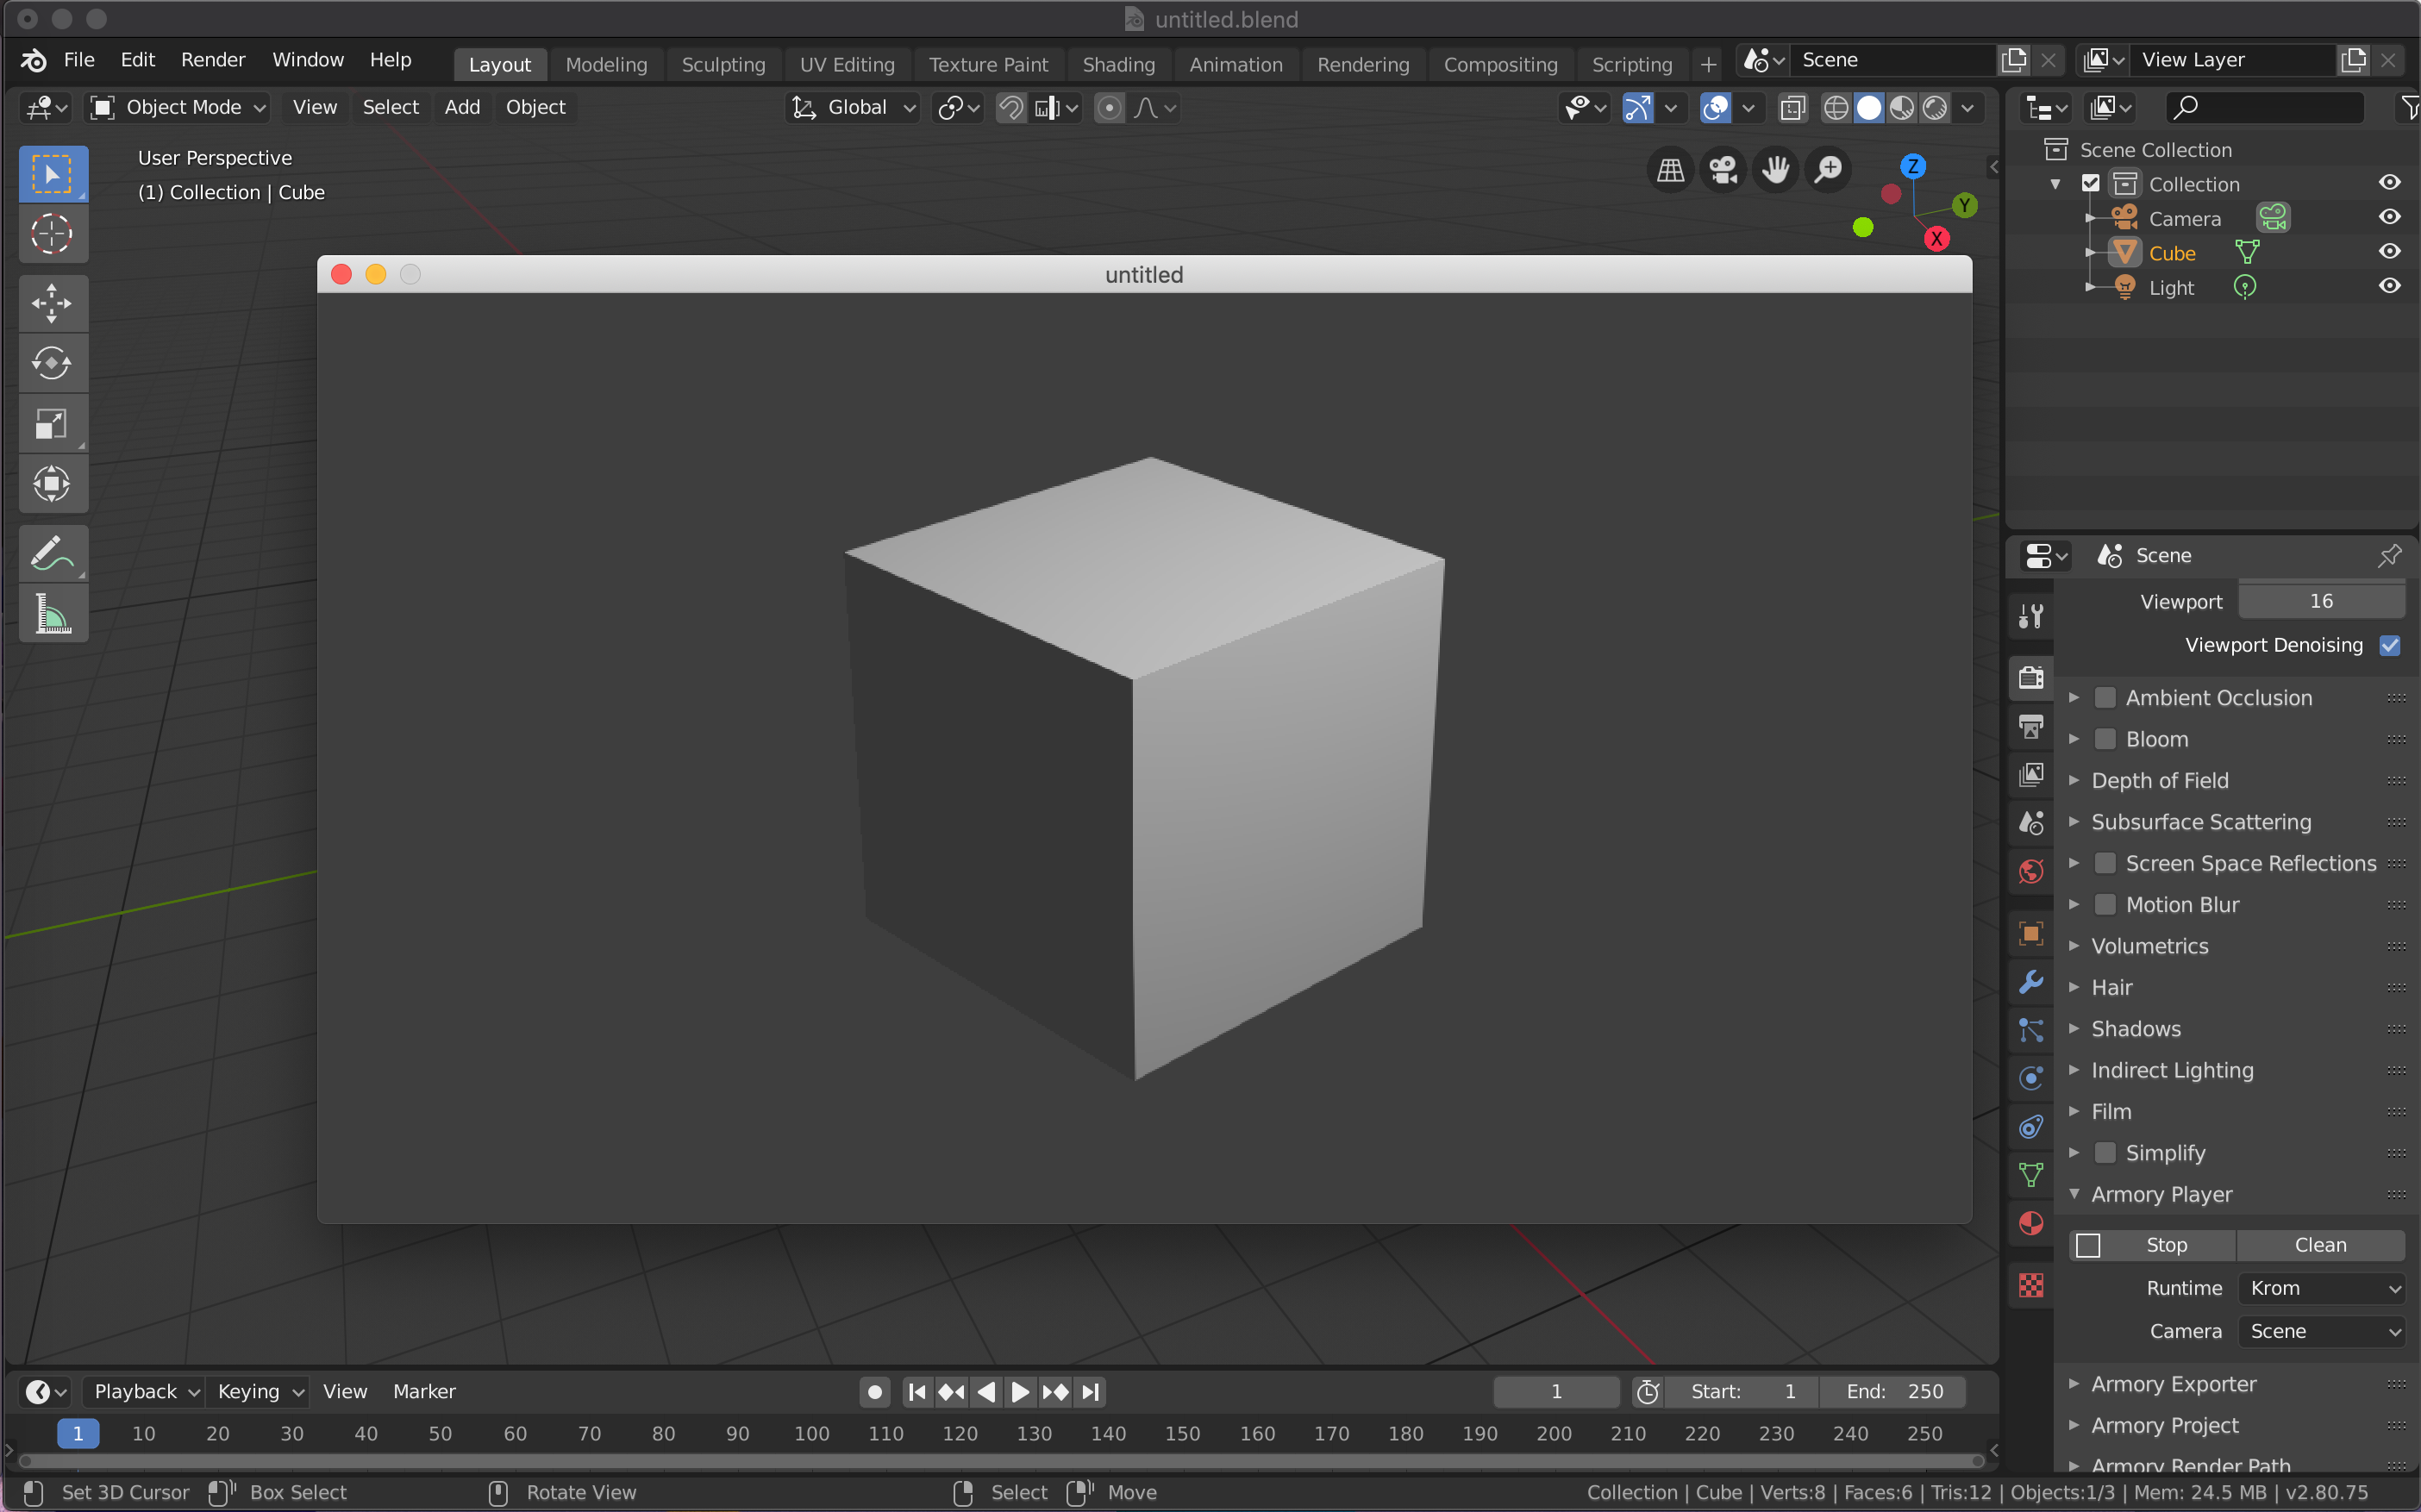 untitled.blend
File Edit Render Window Help Layout Modeling Sculpting UV Editing Texture Paint Shading Animation Rendering Compositing Scripting + Scene View Layer
Object Mode View Select Add Object Global
User Perspective
(1) Collection | Cube
Z
Y
X
Scene Collection
Collection
Camera
Cube
Light
untitled
Scene
Viewport 16
Viewport Denoising
Ambient Occlusion
Bloom
Depth of Field
Subsurface Scattering
Screen Space Reflections
Motion Blur
Volumetrics
Hair
Shadows
Indirect Lighting
Film
Simplify
Armory Player
Stop Clean
Runtime Krom
Camera Scene
Armory Exporter
Armory Project
Armory Render Path
Playback Keying View Marker 1 Start: 1 End: 250
1 10 20 30 40 50 60 70 80 90 100 110 120 130 140 150 160 170 180 190 200 210 220 230 240 250
Set 3D Cursor Box Select Rotate View Select Move Collection | Cube | Verts:8 | Faces:6 | Tris:12 | Objects:1/3 | Mem: 24.5 MB | v2.80.75